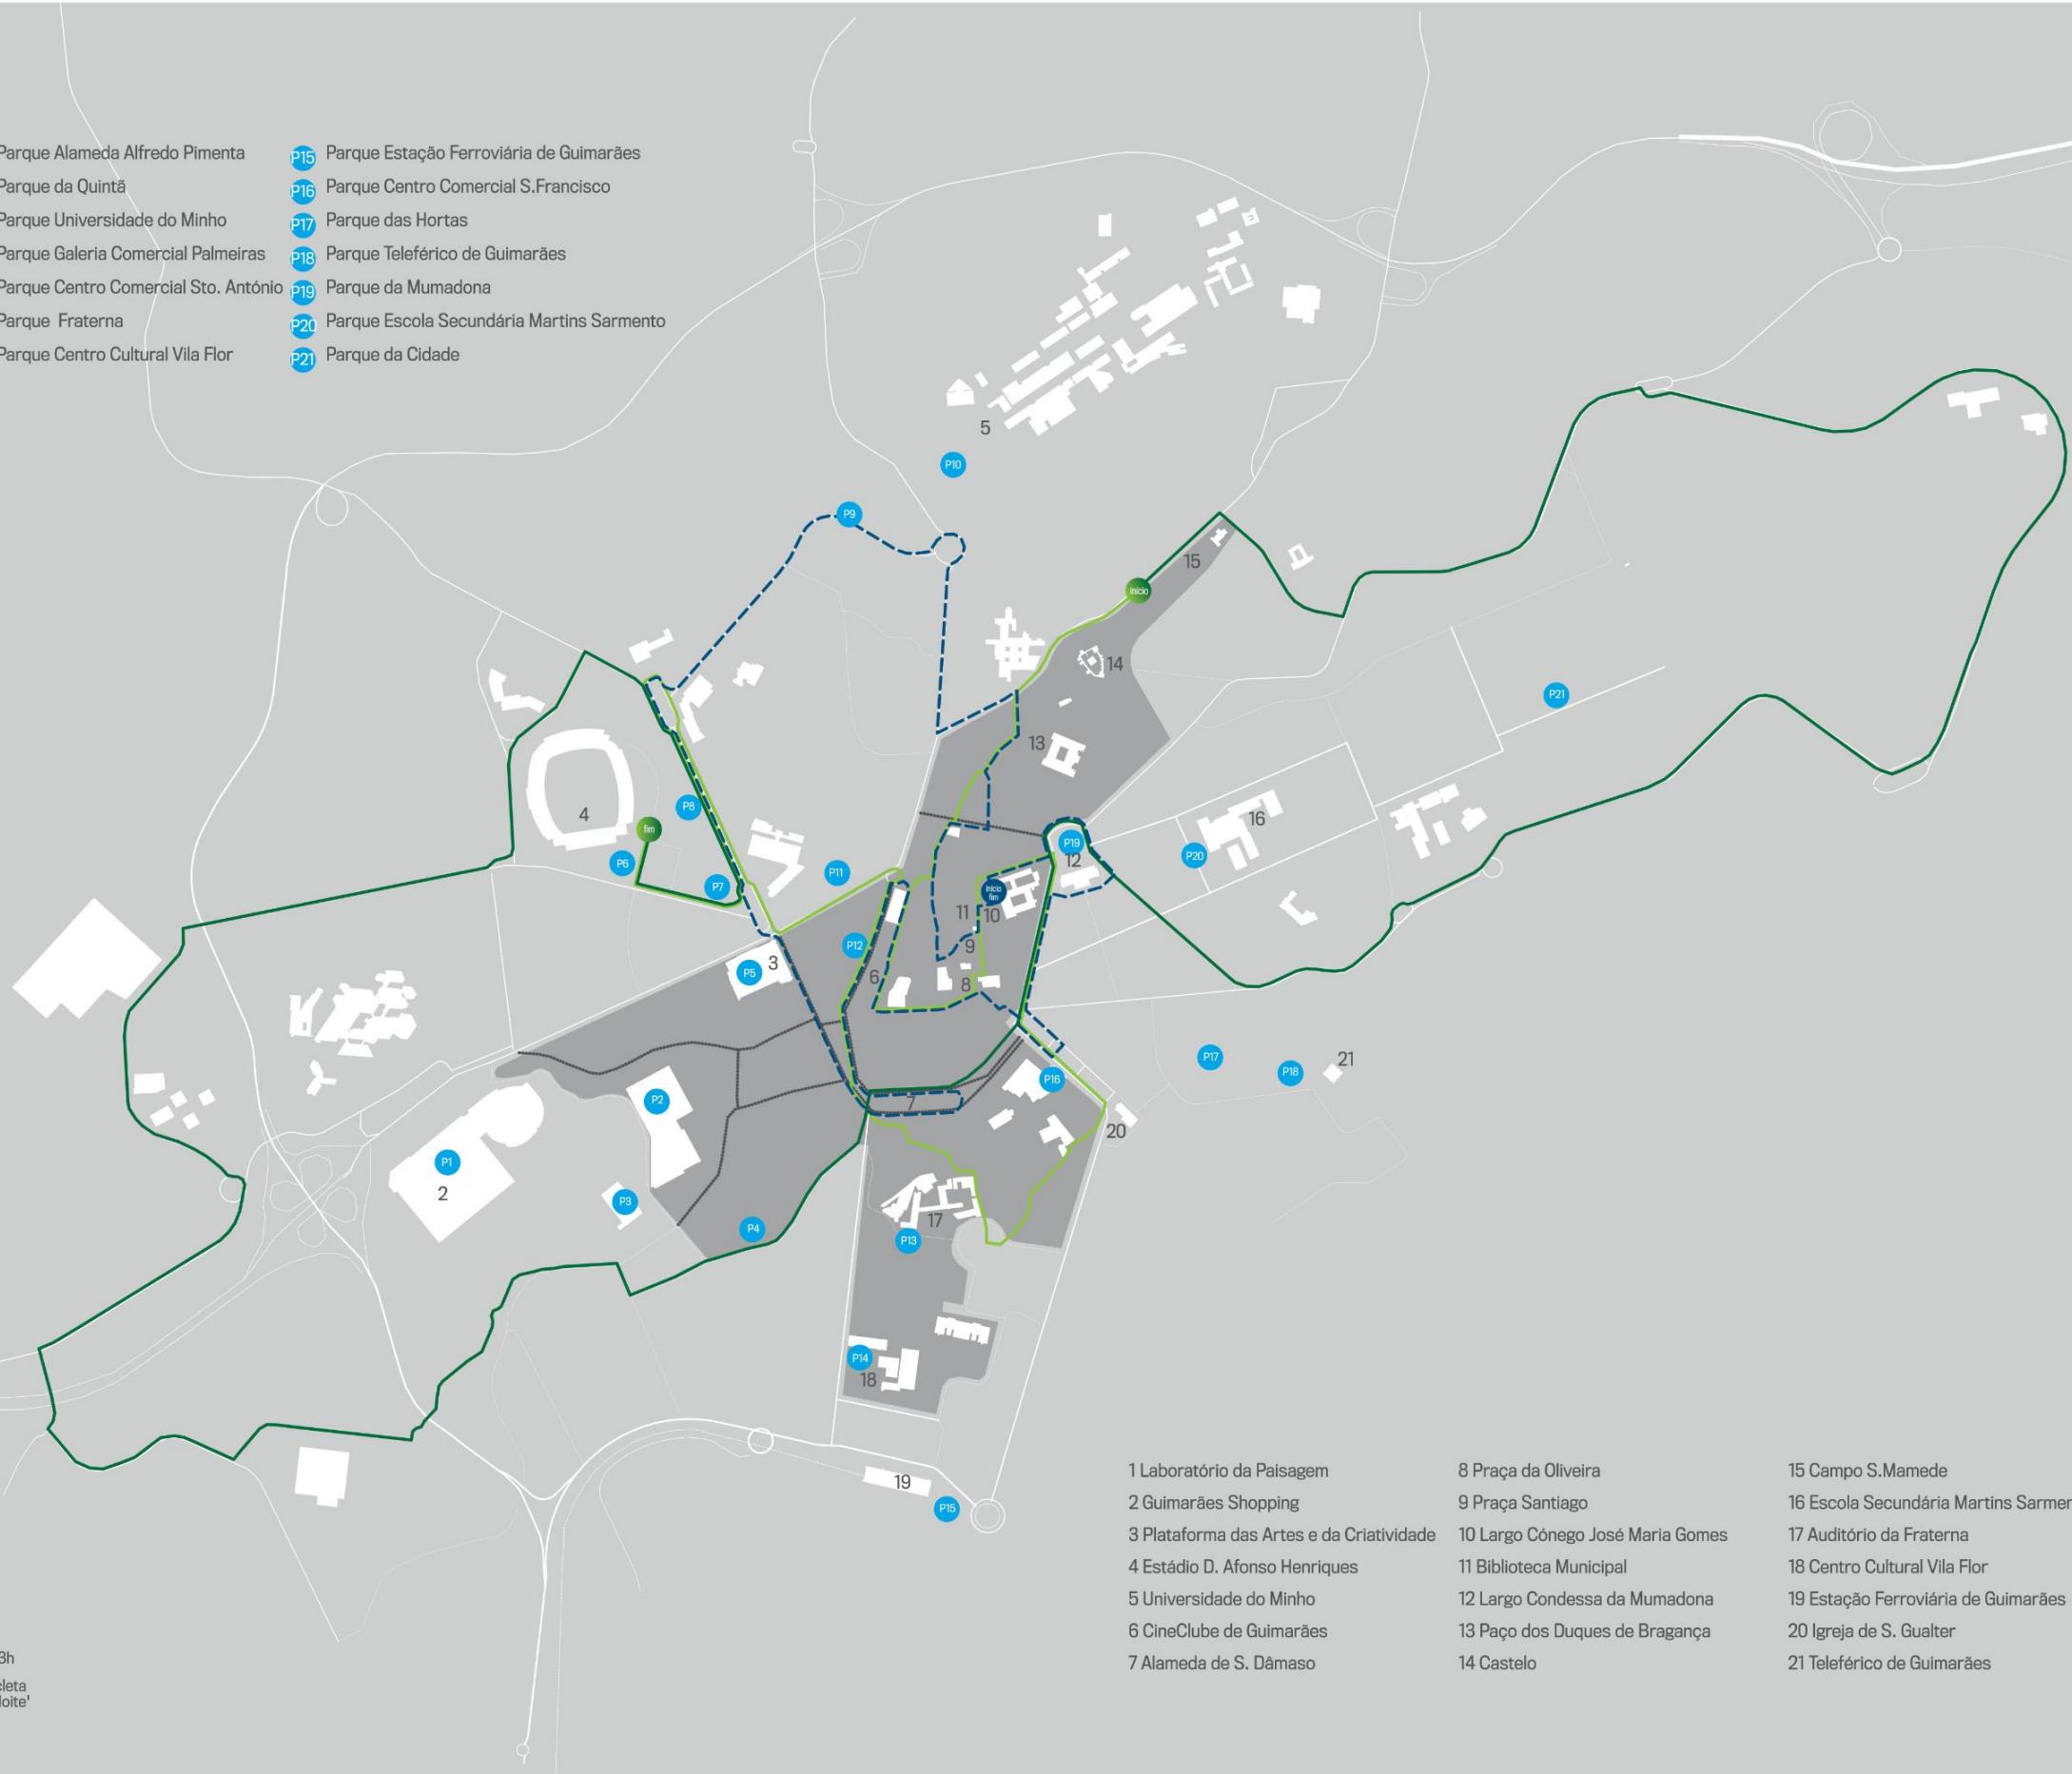 Parque Alameda Alfredo Pimenta
Parque da Quintã
Parque Universidade do Minho
Parque Galeria Comercial Palmeiras
Parque Centro Comercial Sto. António
Parque Fraterna
Parque Centro Cultural Vila Flor
P15 Parque Estação Ferroviária de Guimarães
P16 Parque Centro Comercial S.Francisco
P17 Parque das Hortas
P18 Parque Teleférico de Guimarães
P19 Parque da Mumadona
P20 Parque Escola Secundária Martins Sarmento
P21 Parque da Cidade
5
P10
P9
15
início
14
P21
13
P8
4
fim
16
P19
12
P20
P6
P11
P7
início
fim
11
10
P12
9
3
P5
6
8
P17
21
P18
P16
P2
7
20
P1
2
P3
17
P4
P13
P14
18
19
P15
1 Laboratório da Paisagem
2 Guimarães Shopping
3 Plataforma das Artes e da Criatividade
4 Estádio D. Afonso Henriques
5 Universidade do Minho
6 CineClube de Guimarães
7 Alameda de S. Dâmaso
8 Praça da Oliveira
9 Praça Santiago
10 Largo Cónego José Maria Gomes
11 Biblioteca Municipal
12 Largo Condessa da Mumadona
13 Paço dos Duques de Bragança
14 Castelo
15 Campo S.Mamede
16 Escola Secundária Martins Sarmen
17 Auditório da Fraterna
18 Centro Cultural Vila Flor
19 Estação Ferroviária de Guimarães
20 Igreja de S. Gualter
21 Teleférico de Guimarães
3h
cleta
loite'